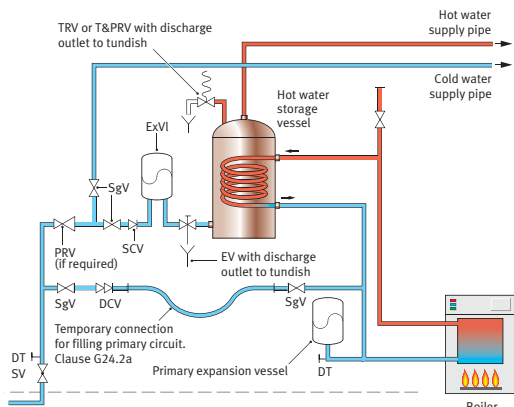 Hot water
supply pipe
TRV or T&PRV with discharge
outlet to tundish
Cold water
supply pipe
Hot water
storage
vessel
ExVl
SgV
SCV
PRV
(if required)
EV with discharge
outlet to tundish
SgV
DCV
SgV
Temporary connection
for filling primary circuit.
Clause G24.2a
DT
SV
Primary expansion vessel
DT
Boiler